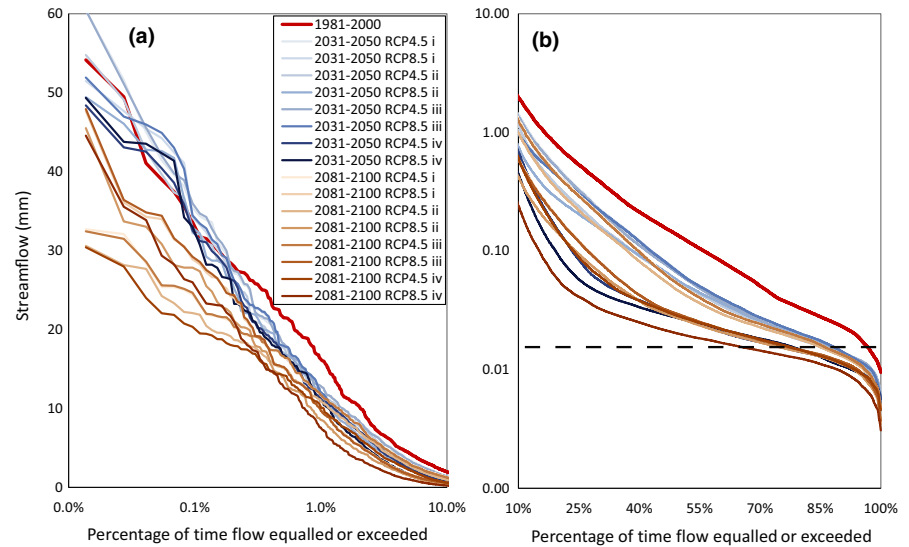 (a)
Streamflow (mm)
60
50
40
30
20
10
0
0.0%
0.1%
1.0%
10.0%
Percentage of time flow equalled or exceeded
1981-2000
2031-2050 RCP4.5 i
2031-2050 RCP8.5 i
2031-2050 RCP4.5 ii
2031-2050 RCP8.5 ii
2031-2050 RCP4.5 iii
2031-2050 RCP8.5 iii
2031-2050 RCP4.5 iv
2031-2050 RCP8.5 iv
2081-2100 RCP4.5 i
2081-2100 RCP8.5 i
2081-2100 RCP4.5 ii
2081-2100 RCP8.5 ii
2081-2100 RCP4.5 iii
2081-2100 RCP8.5 iii
2081-2100 RCP4.5 iv
2081-2100 RCP8.5 iv
(b)
10.00
1.00
0.10
0.01
0.00
10%
25%
40%
55%
70%
85%
100%
Percentage of time flow equalled or exceeded